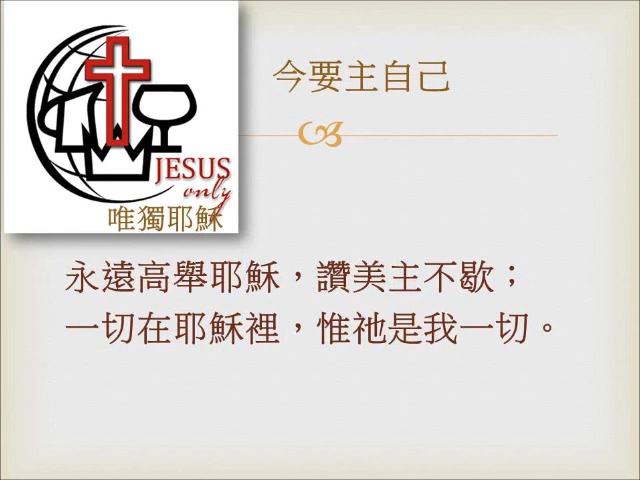 今要主自己
JESUS
only
唯獨耶穌
永遠高舉耶穌，讚美主不歇；
一切在耶穌裡，惟祂是我一切。